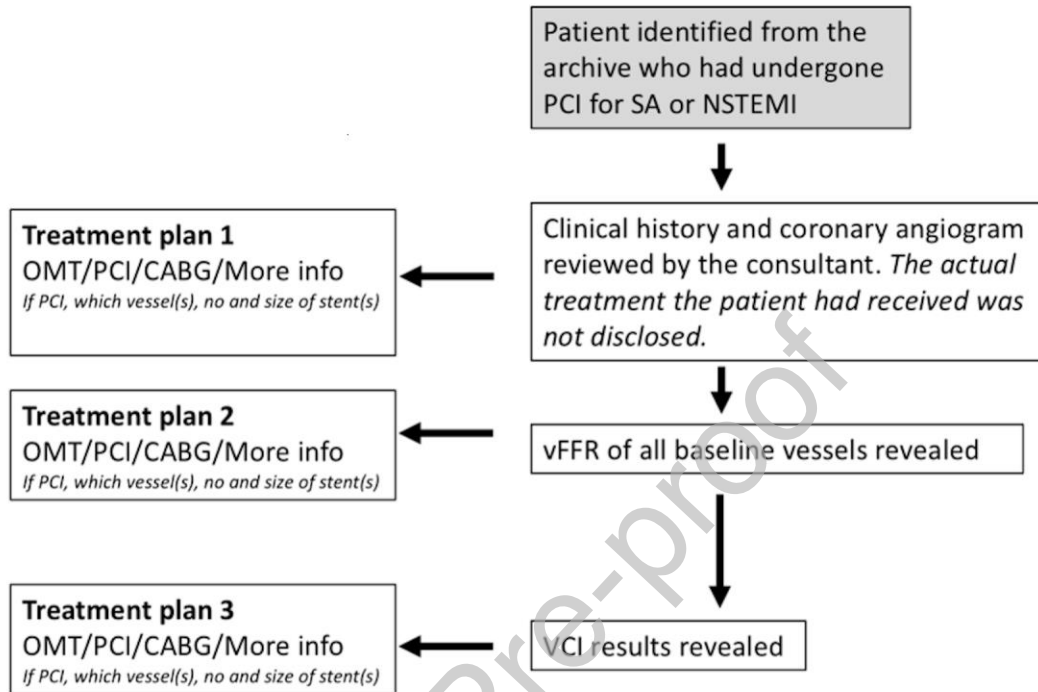 Patient identified from the
archive who had undergone
PCI for SA or NSTEMI
Treatment plan 1
OMT/PCI/CABG/More info
If PCI, which vessel(s), no and size of stent(s)
Clinical history and coronary angiogram
reviewed by the consultant. The actual
treatment the patient had received was
not disclosed.
Treatment plan 2
OMT/PCI/CABG/More info
If PCI, which vessel(s), no and size of stent(s)
vFFR of all baseline vessels revealed
Treatment plan 3
OMT/PCI/CABG/More info
If PCI, which vessel(s), no and size of stent(s)
VCI results revealed
Pre-proof